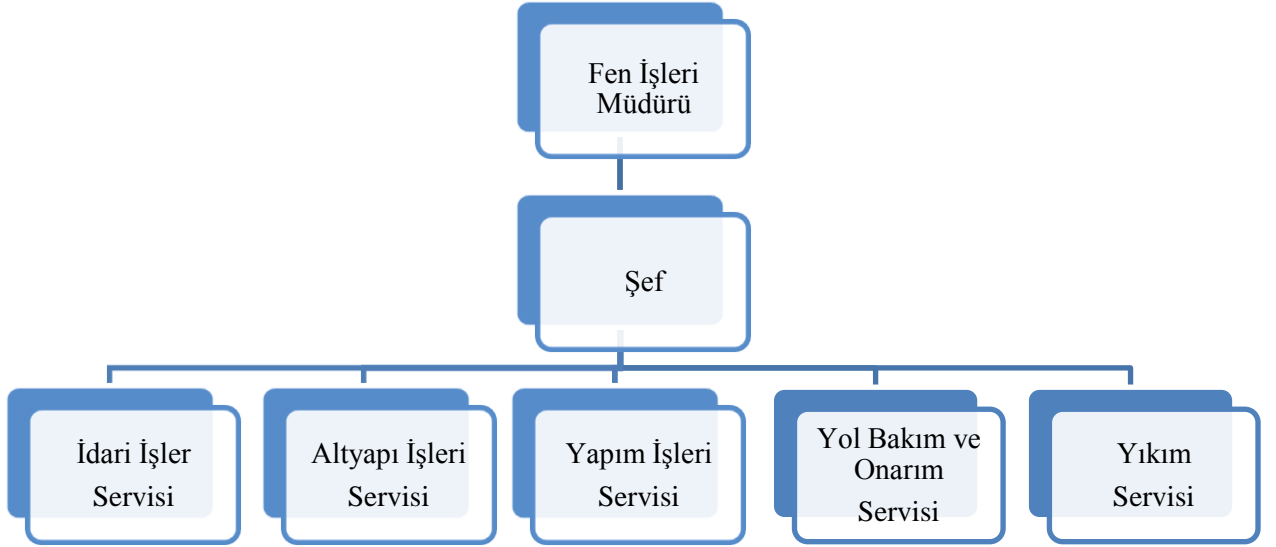 Fen İşleri
Müdürü
Şef
İdari İşler
Servisi
Altyapı İşleri
Servisi
Yapım İşleri
Servisi
Yol Bakım ve
Onarım
Servisi
Yıkım
Servisi